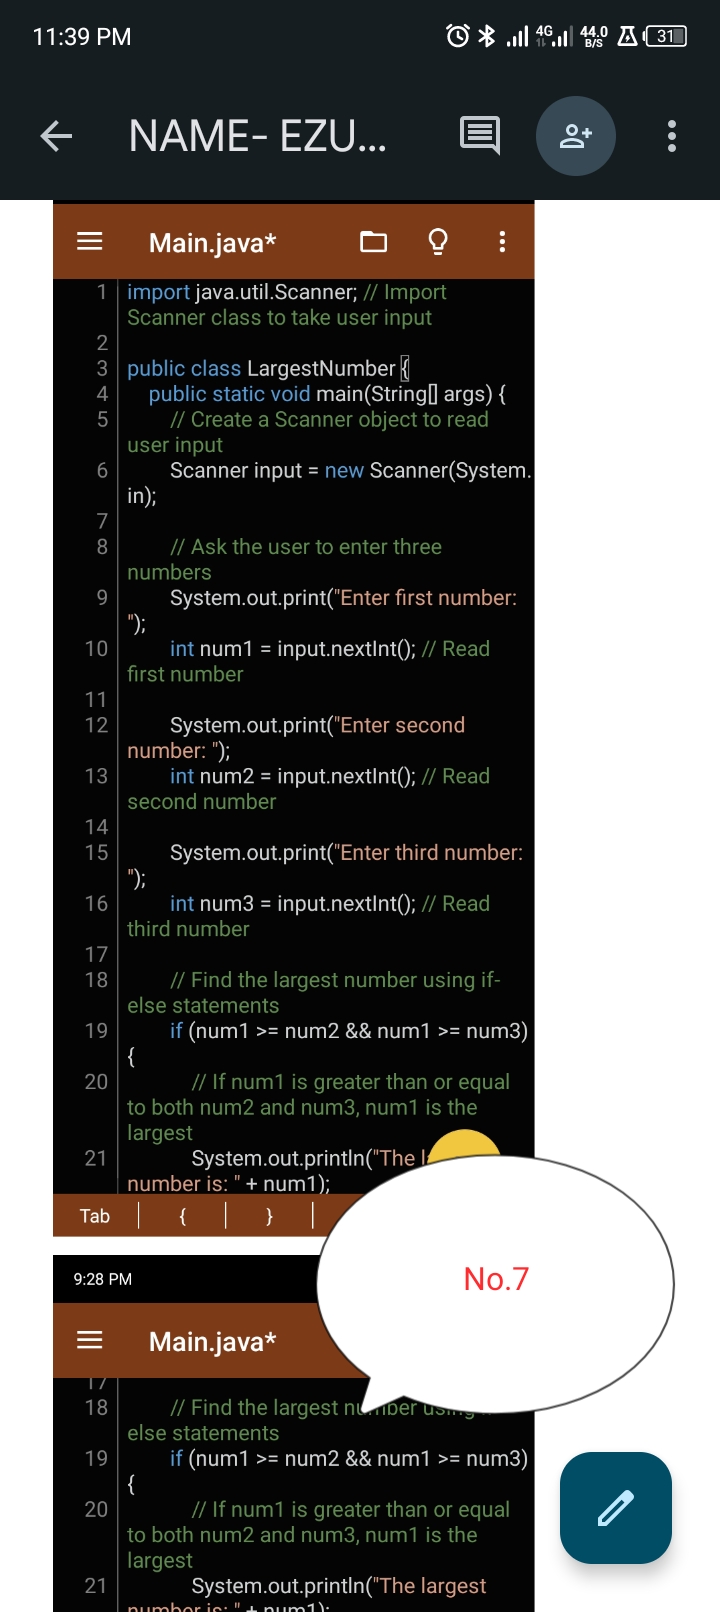 11:39 PM 4G 44.0 B/S 31
NAME- EZU...
Main.java*
1 import java.util.Scanner; // Import
Scanner class to take user input
2
3 public class LargestNumber {
4 public static void main(String[] args) {
5 // Create a Scanner object to read
user input
6 Scanner input = new Scanner(System.
in);
7
8 // Ask the user to enter three
numbers
9 System.out.print("Enter first number:
");
10 int num1 = input.nextInt(); // Read
first number
11
12 System.out.print("Enter second
number: ");
13 int num2 = input.nextInt(); // Read
second number
14
15 System.out.print("Enter third number:
");
16 int num3 = input.nextInt(); // Read
third number
17
18 // Find the largest number using if-
else statements
19 if (num1 >= num2 && num1 >= num3)
{
20 // If num1 is greater than or equal
to both num2 and num3, num1 is the
largest
21 System.out.println("The
number is: " + num1);
Tab { }
No.7
9:28 PM
Main.java*
17
18 // Find the largest number using
else statements
19 if (num1 >= num2 && num1 >= num3)
{
20 // If num1 is greater than or equal
to both num2 and num3, num1 is the
largest
21 System.out.println("The largest
number is: " + num1);